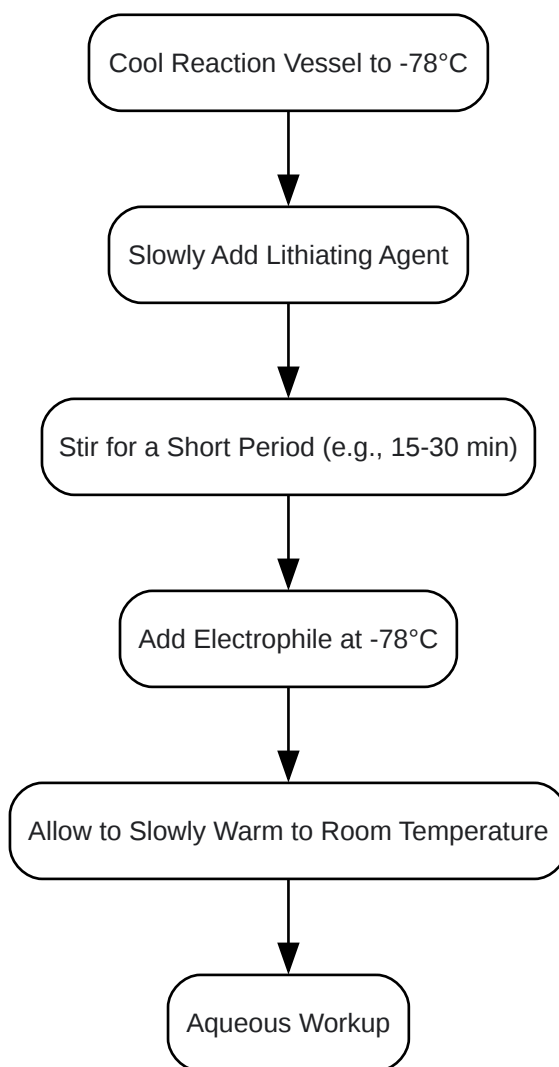 Cool Reaction Vessel to -78°C
Slowly Add Lithiating Agent
Stir for a Short Period (e.g., 15-30 min)
Add Electrophile at -78°C
Allow to Slowly Warm to Room Temperature
Aqueous Workup